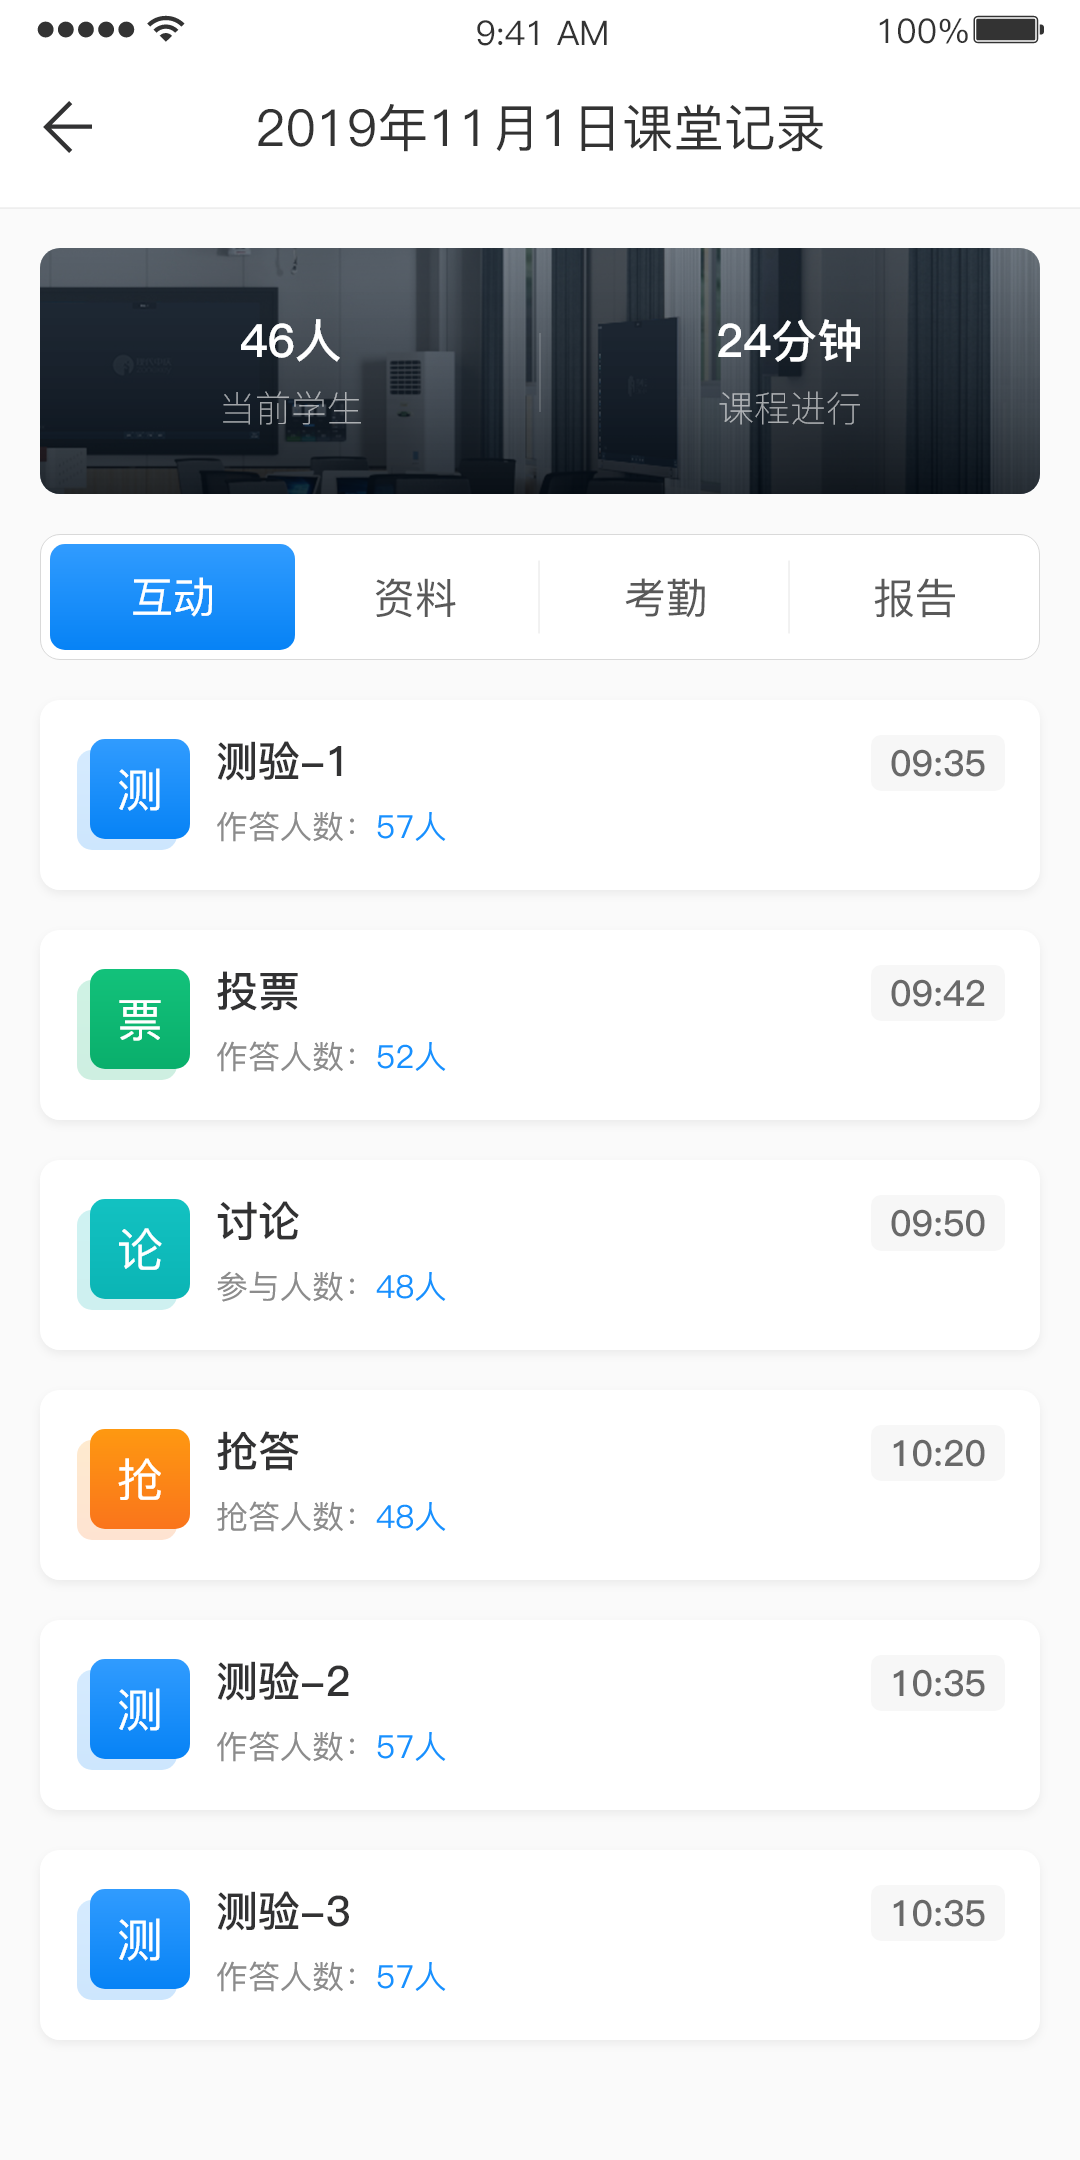 9:41 AM
100%
2019年11月1日课堂记录
46人
24分钟
当前学生
课程进行
互动
资料
考勤
报告
测
测验-1
09:35
作答人数：57人
票
投票
09:42
作答人数：52人
论
讨论
09:50
参与人数：48人
抢
抢答
10:20
抢答人数：48人
测
测验-2
10:35
作答人数：57人
测
测验-3
10:35
作答人数：57人